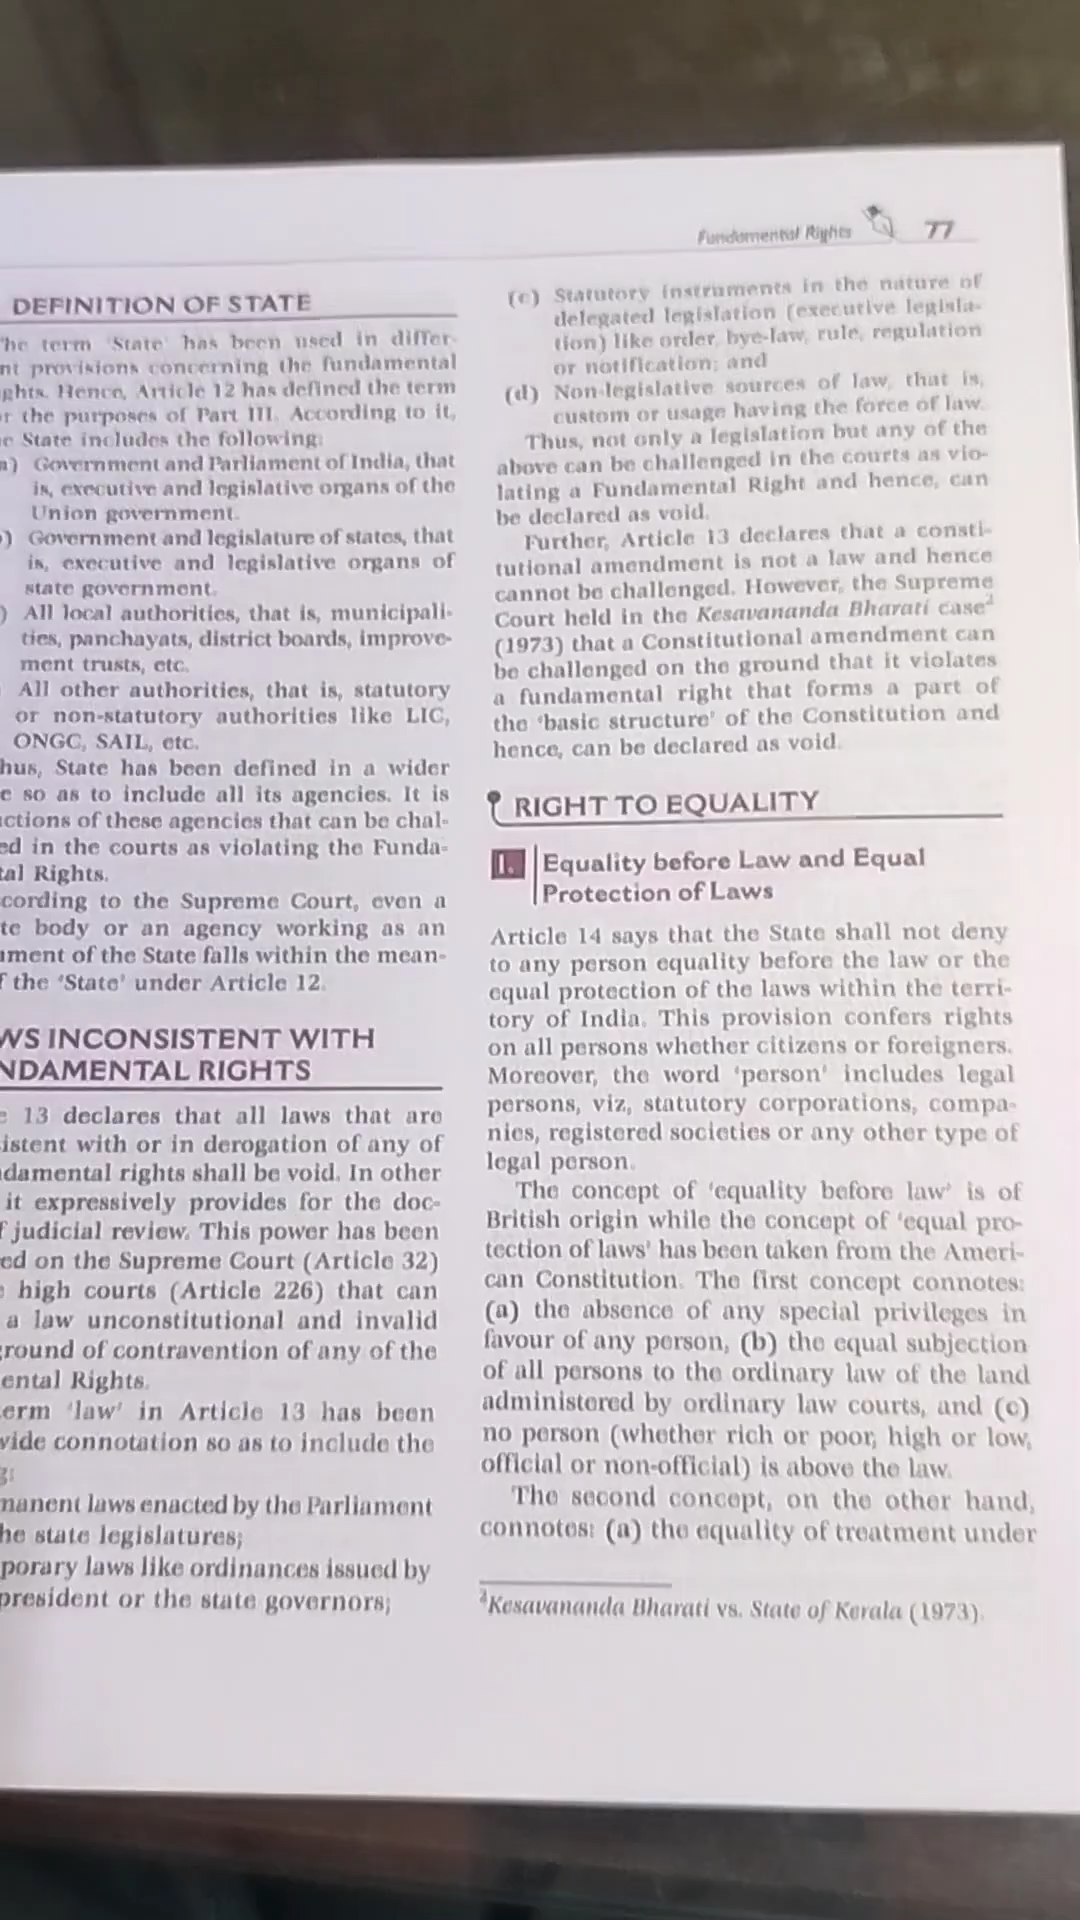 Fundamental Rights 77
DEFINITION OF STATE
he term 'State' has been used in differ-
nt provisions concerning the fundamental
ghts. Hence, Article 12 has defined the term
r the purposes of Part III. According to it,
e State includes the following:
a) Government and Parliament of India, that
is, executive and legislative organs of the
Union government.
) Government and legislature of states, that
is, executive and legislative organs of
state government.
) All local authorities, that is, municipali-
ties, panchayats, district boards, improve-
ment trusts, etc.
All other authorities, that is, statutory
or non-statutory authorities like LIC,
ONGC, SAIL, etc.
hus, State has been defined in a wider
e so as to include all its agencies. It is
ctions of these agencies that can be chal-
ed in the courts as violating the Funda-
tal Rights.
cording to the Supreme Court, even a
te body or an agency working as an
ument of the State falls within the mean-
f the 'State' under Article 12.
WS INCONSISTENT WITH
NDAMENTAL RIGHTS
e 13 declares that all laws that are
istent with or in derogation of any of
ndamental rights shall be void. In other
it expressively provides for the doc-
f judicial review. This power has been
ed on the Supreme Court (Article 32)
e high courts (Article 226) that can
a law unconstitutional and invalid
ground of contravention of any of the
ental Rights.
term 'law' in Article 13 has been
wide connotation so as to include the
g:
manent laws enacted by the Parliament
he state legislatures;
porary laws like ordinances issued by
president or the state governors;
(c) Statutory instruments in the nature of
delegated legislation (executive legisla-
tion) like order, bye-law, rule, regulation
or notification; and
(d) Non-legislative sources of law, that is,
custom or usage having the force of law.
Thus, not only a legislation but any of the
above can be challenged in the courts as vio-
lating a Fundamental Right and hence, can
be declared as void.
Further, Article 13 declares that a consti-
tutional amendment is not a law and hence
cannot be challenged. However, the Supreme
Court held in the Kesavananda Bharati case²
(1973) that a Constitutional amendment can
be challenged on the ground that it violates
a fundamental right that forms a part of
the 'basic structure' of the Constitution and
hence, can be declared as void.
RIGHT TO EQUALITY
1. Equality before Law and Equal
Protection of Laws
Article 14 says that the State shall not deny
to any person equality before the law or the
equal protection of the laws within the terri-
tory of India. This provision confers rights
on all persons whether citizens or foreigners.
Moreover, the word 'person' includes legal
persons, viz, statutory corporations, compa-
nies, registered societies or any other type of
legal person.
The concept of 'equality before law' is of
British origin while the concept of 'equal pro-
tection of laws' has been taken from the Ameri-
can Constitution. The first concept connotes:
(a) the absence of any special privileges in
favour of any person, (b) the equal subjection
of all persons to the ordinary law of the land
administered by ordinary law courts, and (c)
no person (whether rich or poor, high or low,
official or non-official) is above the law.
The second concept, on the other hand,
connotes: (a) the equality of treatment under
²Kesavananda Bharati vs. State of Kerala (1973).